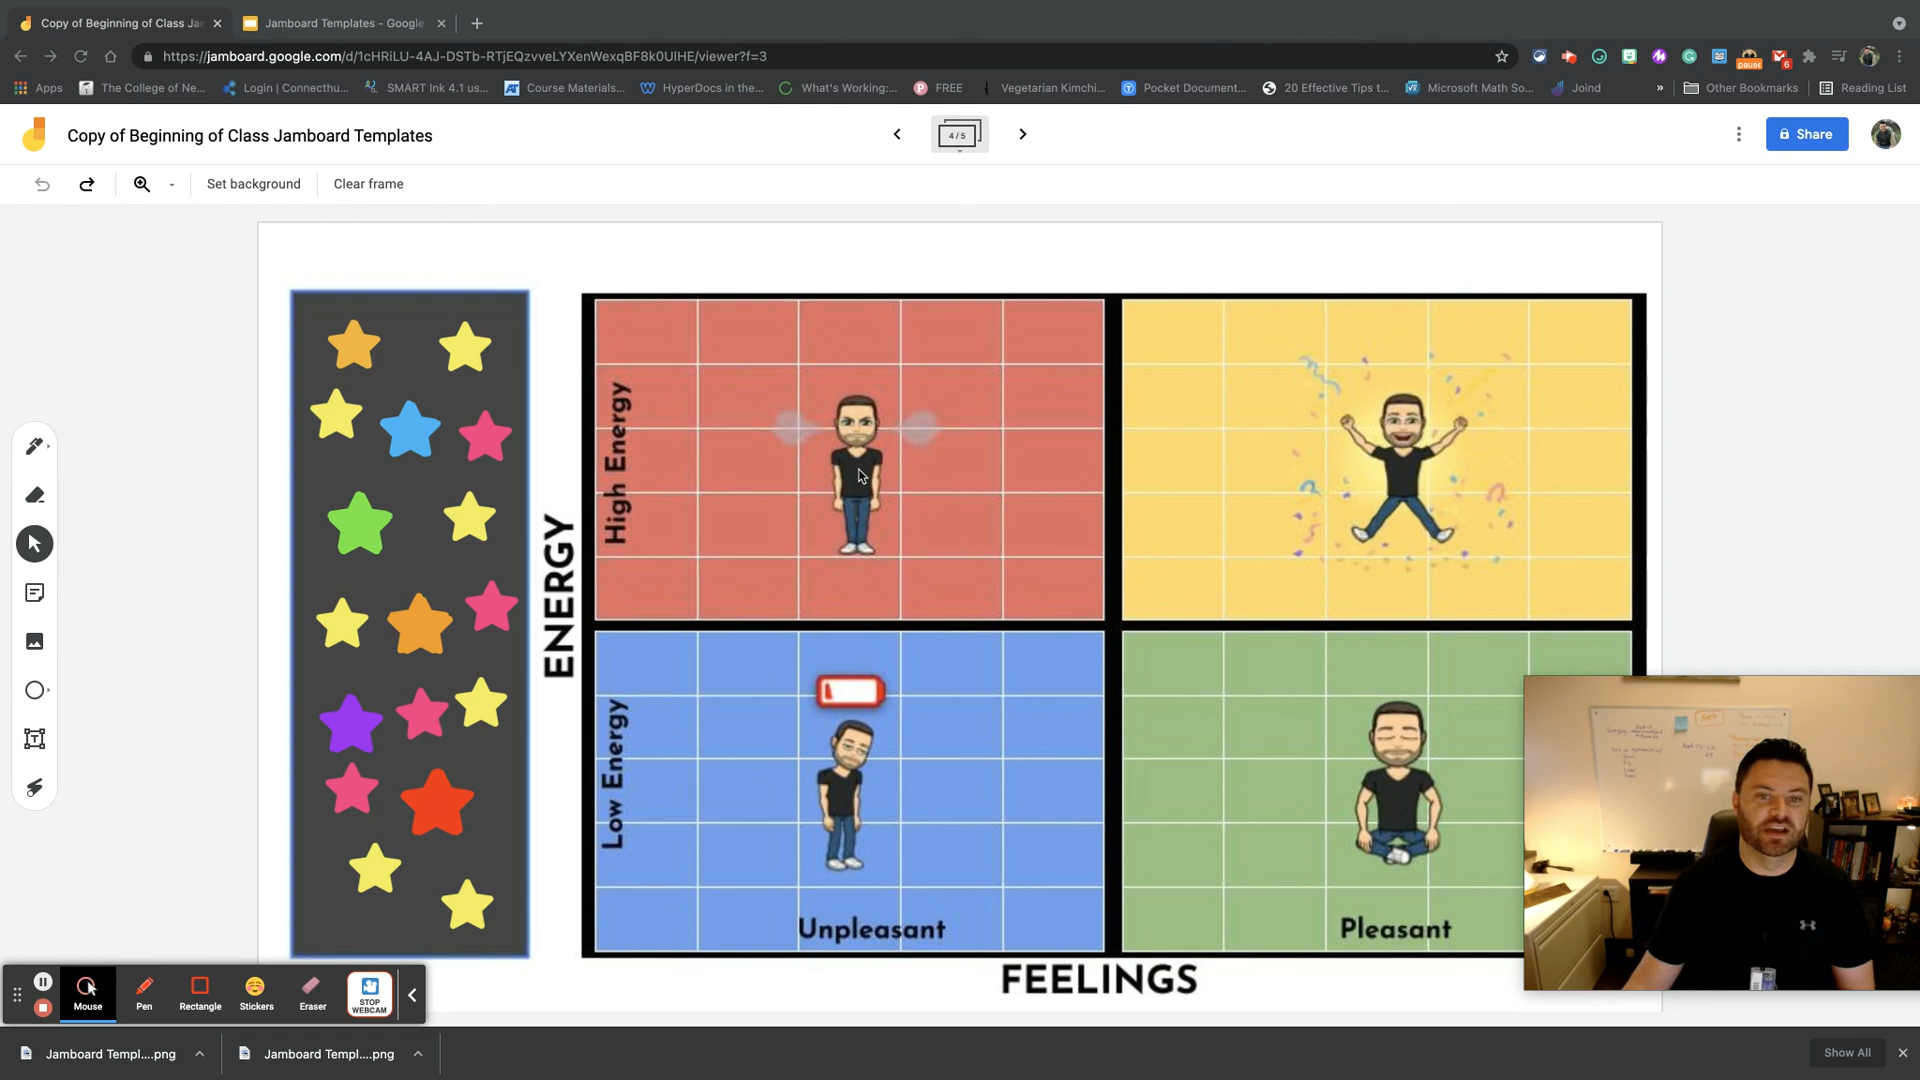 Copy of Beginning of Class Ja
Jamboard Templates - Google
https://jamboard.google.com/d/1cHRiLU-4AJ-DSTb-RTjEQzvveLYXenWexqBF8k0UlHE/viewer?f=3
pause
6
Apps
The College of Ne...
Login | Connecthu...
SMART Ink 4.1 us...
Course Materials...
HyperDocs in the...
What's Working:...
FREE
Vegetarian Kimchi...
Pocket Document...
20 Effective Tips t...
Microsoft Math So...
Joind
»
Other Bookmarks
Reading List
Copy of Beginning of Class Jamboard Templates
4 / 5
Share
Set background
Clear frame
ENERGY
High Energy
Low Energy
Unpleasant
Pleasant
FEELINGS
Mouse
Pen
Rectangle
Stickers
Eraser
STOP
WEBCAM
Jamboard Templ....png
Jamboard Templ....png
Show All